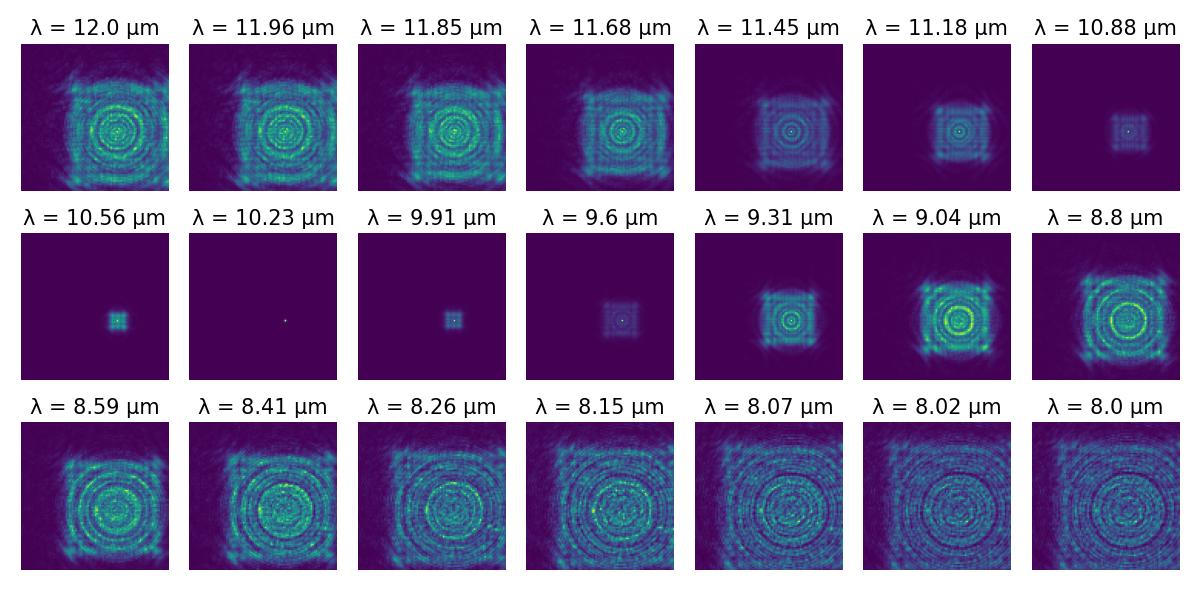 λ = 12.0 μm λ = 11.96 μm λ = 11.85 μm λ = 11.68 μm λ = 11.45 μm λ = 11.18 μm λ = 10.88 μm
λ = 10.56 μm λ = 10.23 μm λ = 9.91 μm λ = 9.6 μm λ = 9.31 μm λ = 9.04 μm λ = 8.8 μm
λ = 8.59 μm λ = 8.41 μm λ = 8.26 μm λ = 8.15 μm λ = 8.07 μm λ = 8.02 μm λ = 8.0 μm